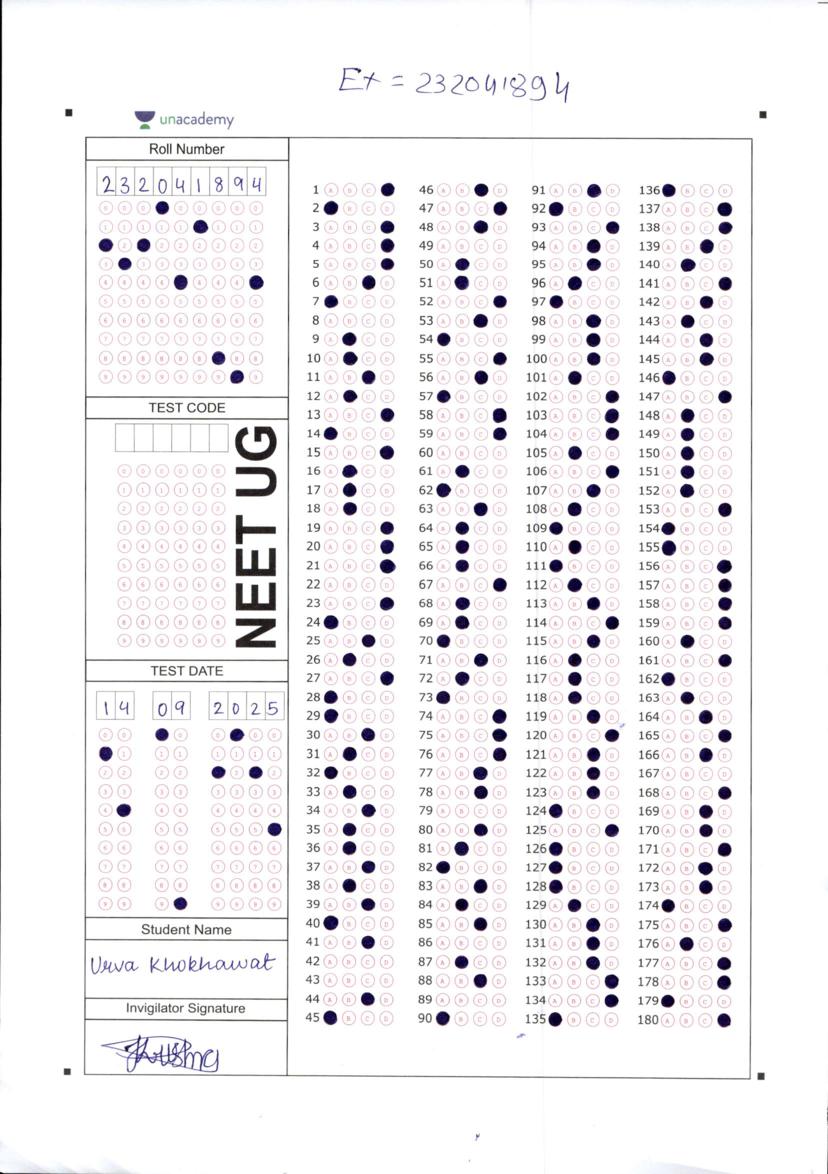 Ex = 232041894
unacademy
Roll Number
2 3 2 0 4 1 8 9 4
TEST CODE
NEET UG
TEST DATE
14 09 2025
Student Name
Urva Khokhawat
Invigilator Signature
1 A B C 46 A B D 91 A B D 136 B C D
2 B C D 47 A B C 92 B C D 137 A B C
3 A B C 48 A B D 93 A B C 138 A B C
4 A B C 49 A B C D 94 A B D 139 A B D
5 A B C 50 A C D 95 A B D 140 A C D
6 A B D 51 A C D 96 A C D 141 A B C
7 B C D 52 A B C 97 B C D 142 A B D
8 A B C D 53 A B D 98 A B D 143 A C D
9 A C D 54 B C D 99 A B D 144 A B D
10 A C D 55 A B C 100 A B D 145 A B D
11 A B D 56 A B D 101 A C D 146 B C D
12 A C D 57 B C D 102 A B C 147 A B C
13 A B C 58 A B C 103 A B C 148 A C D
14 B C D 59 A B C 104 A B C 149 A C D
15 A B C 60 A B C D 105 A C D 150 A C D
16 A C D 61 A C D 106 A B C 151 A C D
17 A C D 62 B C D 107 A B D 152 A C D
18 A C D 63 A B D 108 A C D 153 A B C
19 A B C 64 A C D 109 B C D 154 B C D
20 A B C 65 A C D 110 A C D 155 B C D
21 A B C 66 A C D 111 B C D 156 A B C
22 A B C D 67 A B C 112 A C D 157 A B C
23 A B C 68 A C D 113 A B D 158 A B C
24 B C D 69 A C D 114 A B C 159 A B C
25 A B D 70 B C D 115 A B D 160 A C D
26 A C D 71 A B D 116 A C D 161 A B C
27 A B C 72 A C D 117 A C D 162 B C D
28 B C D 73 B C D 118 A C D 163 A C D
29 B C D 74 A B C 119 A B D 164 A B D
30 A B D 75 A B C 120 A B C 165 A B C
31 A C D 76 A B C 121 A B D 166 A B D
32 B C D 77 A B D 122 A B D 167 A B C D
33 A C D 78 A B D 123 A B D 168 A B C
34 A B D 79 A B C D 124 B C D 169 A B D
35 A C D 80 A B D 125 A B C 170 A B D
36 A C D 81 A C D 126 B C D 171 A B C
37 A B D 82 B C D 127 B C D 172 A B D
38 A C D 83 A B D 128 B C D 173 A B D
39 A B D 84 A C D 129 A C D 174 B C D
40 B C D 85 A B D 130 A B D 175 A B C
41 A B D 86 A B C D 131 A B D 176 A C D
42 A B C D 87 A C D 132 A B D 177 A B C
43 A B C D 88 A B D 133 A B C 178 A B C
44 A B D 89 A B C D 134 A B C 179 B C D
45 B C D 90 B C D 135 B C D 180 A B C